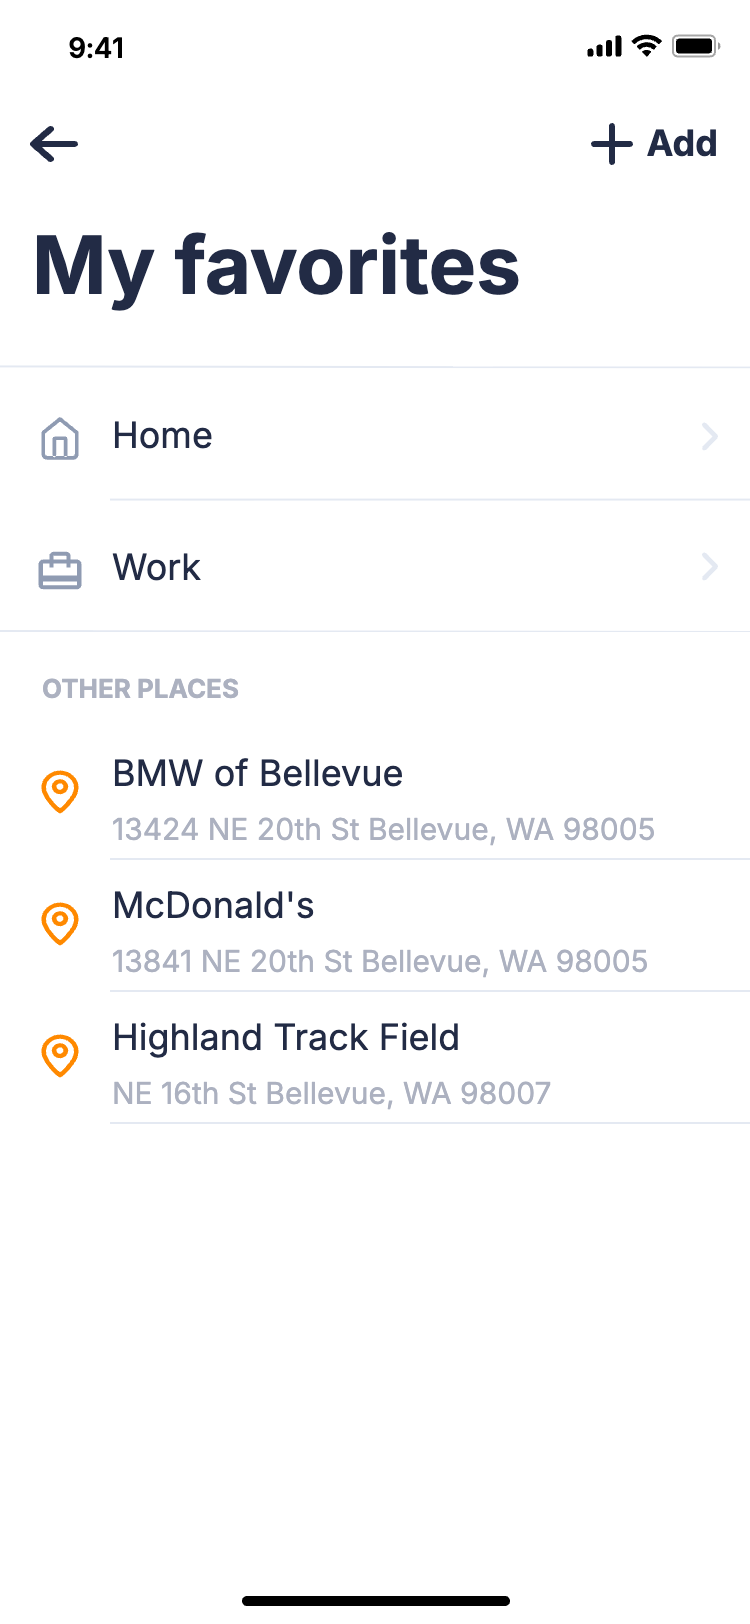 9:41
Add
My favorites
Home
Work
OTHER PLACES
BMW of Bellevue
13424 NE 20th St Bellevue, WA 98005
McDonald's
13841 NE 20th St Bellevue, WA 98005
Highland Track Field
NE 16th St Bellevue, WA 98007